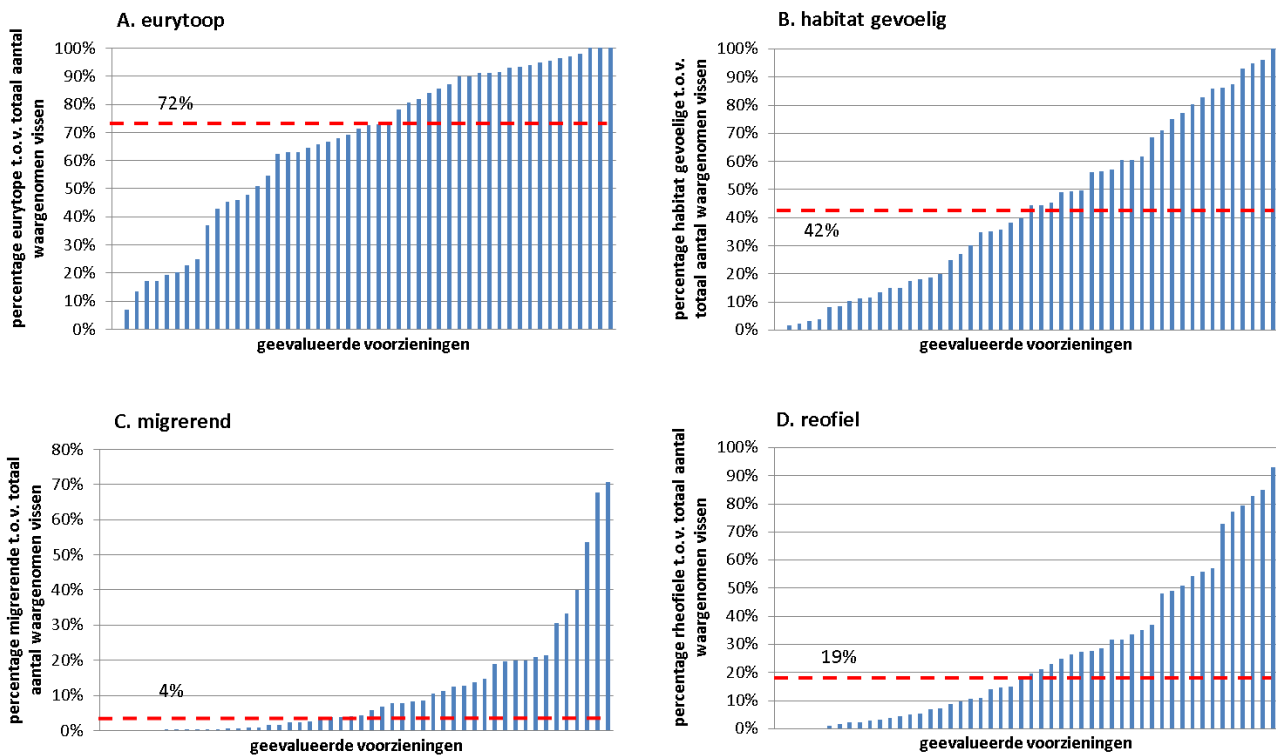 A. eurytoop
percentage eurytope t.o.v. totaal aantal
waargenomen vissen
100%
90%
80%
70%
60%
50%
40%
30%
20%
10%
0%
72%
geevalueerde voorzieningen
B. habitat gevoelig
percentage habitat gevoelige t.o.v.
totaal aantal waargenomen vissen
100%
90%
80%
70%
60%
50%
40%
30%
20%
10%
0%
42%
geevalueerde voorzieningen
C. migrerend
percentage migrerende t.o.v. totaal
aantal waargenomen vissen
80%
70%
60%
50%
40%
30%
20%
10%
0%
4%
geevalueerde voorzieningen
D. reofiel
percentage rheofiele t.o.v. totaal aantal
waargenomen vissen
100%
90%
80%
70%
60%
50%
40%
30%
20%
10%
0%
19%
geevalueerde voorzieningen